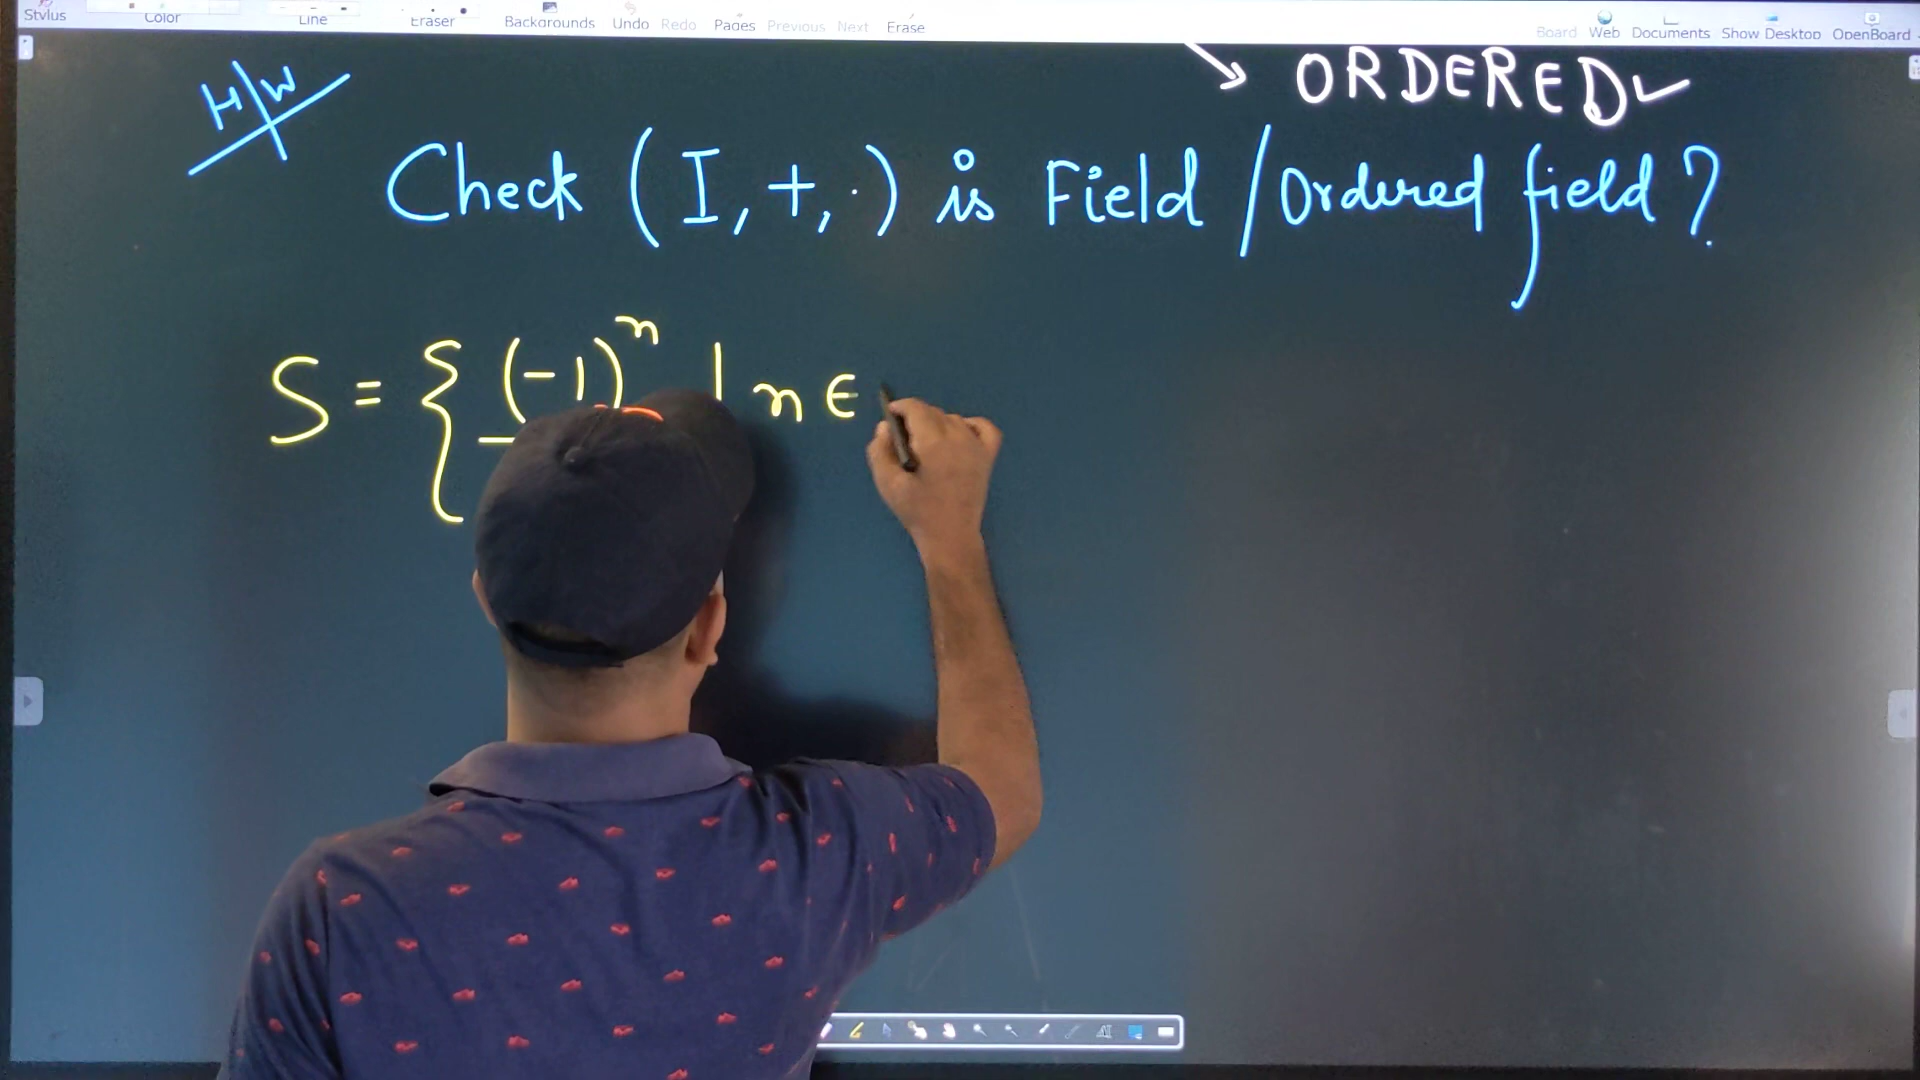 Stylus Color Line Eraser Backgrounds Undo Redo Pages Previous Next Erase Board Web Documents Show Desktop OpenBoard
→ ORDERED ✓
H/W
Check (I, +, ·) is Field / Ordered field ?
S = { (-1)ⁿ | n ∈